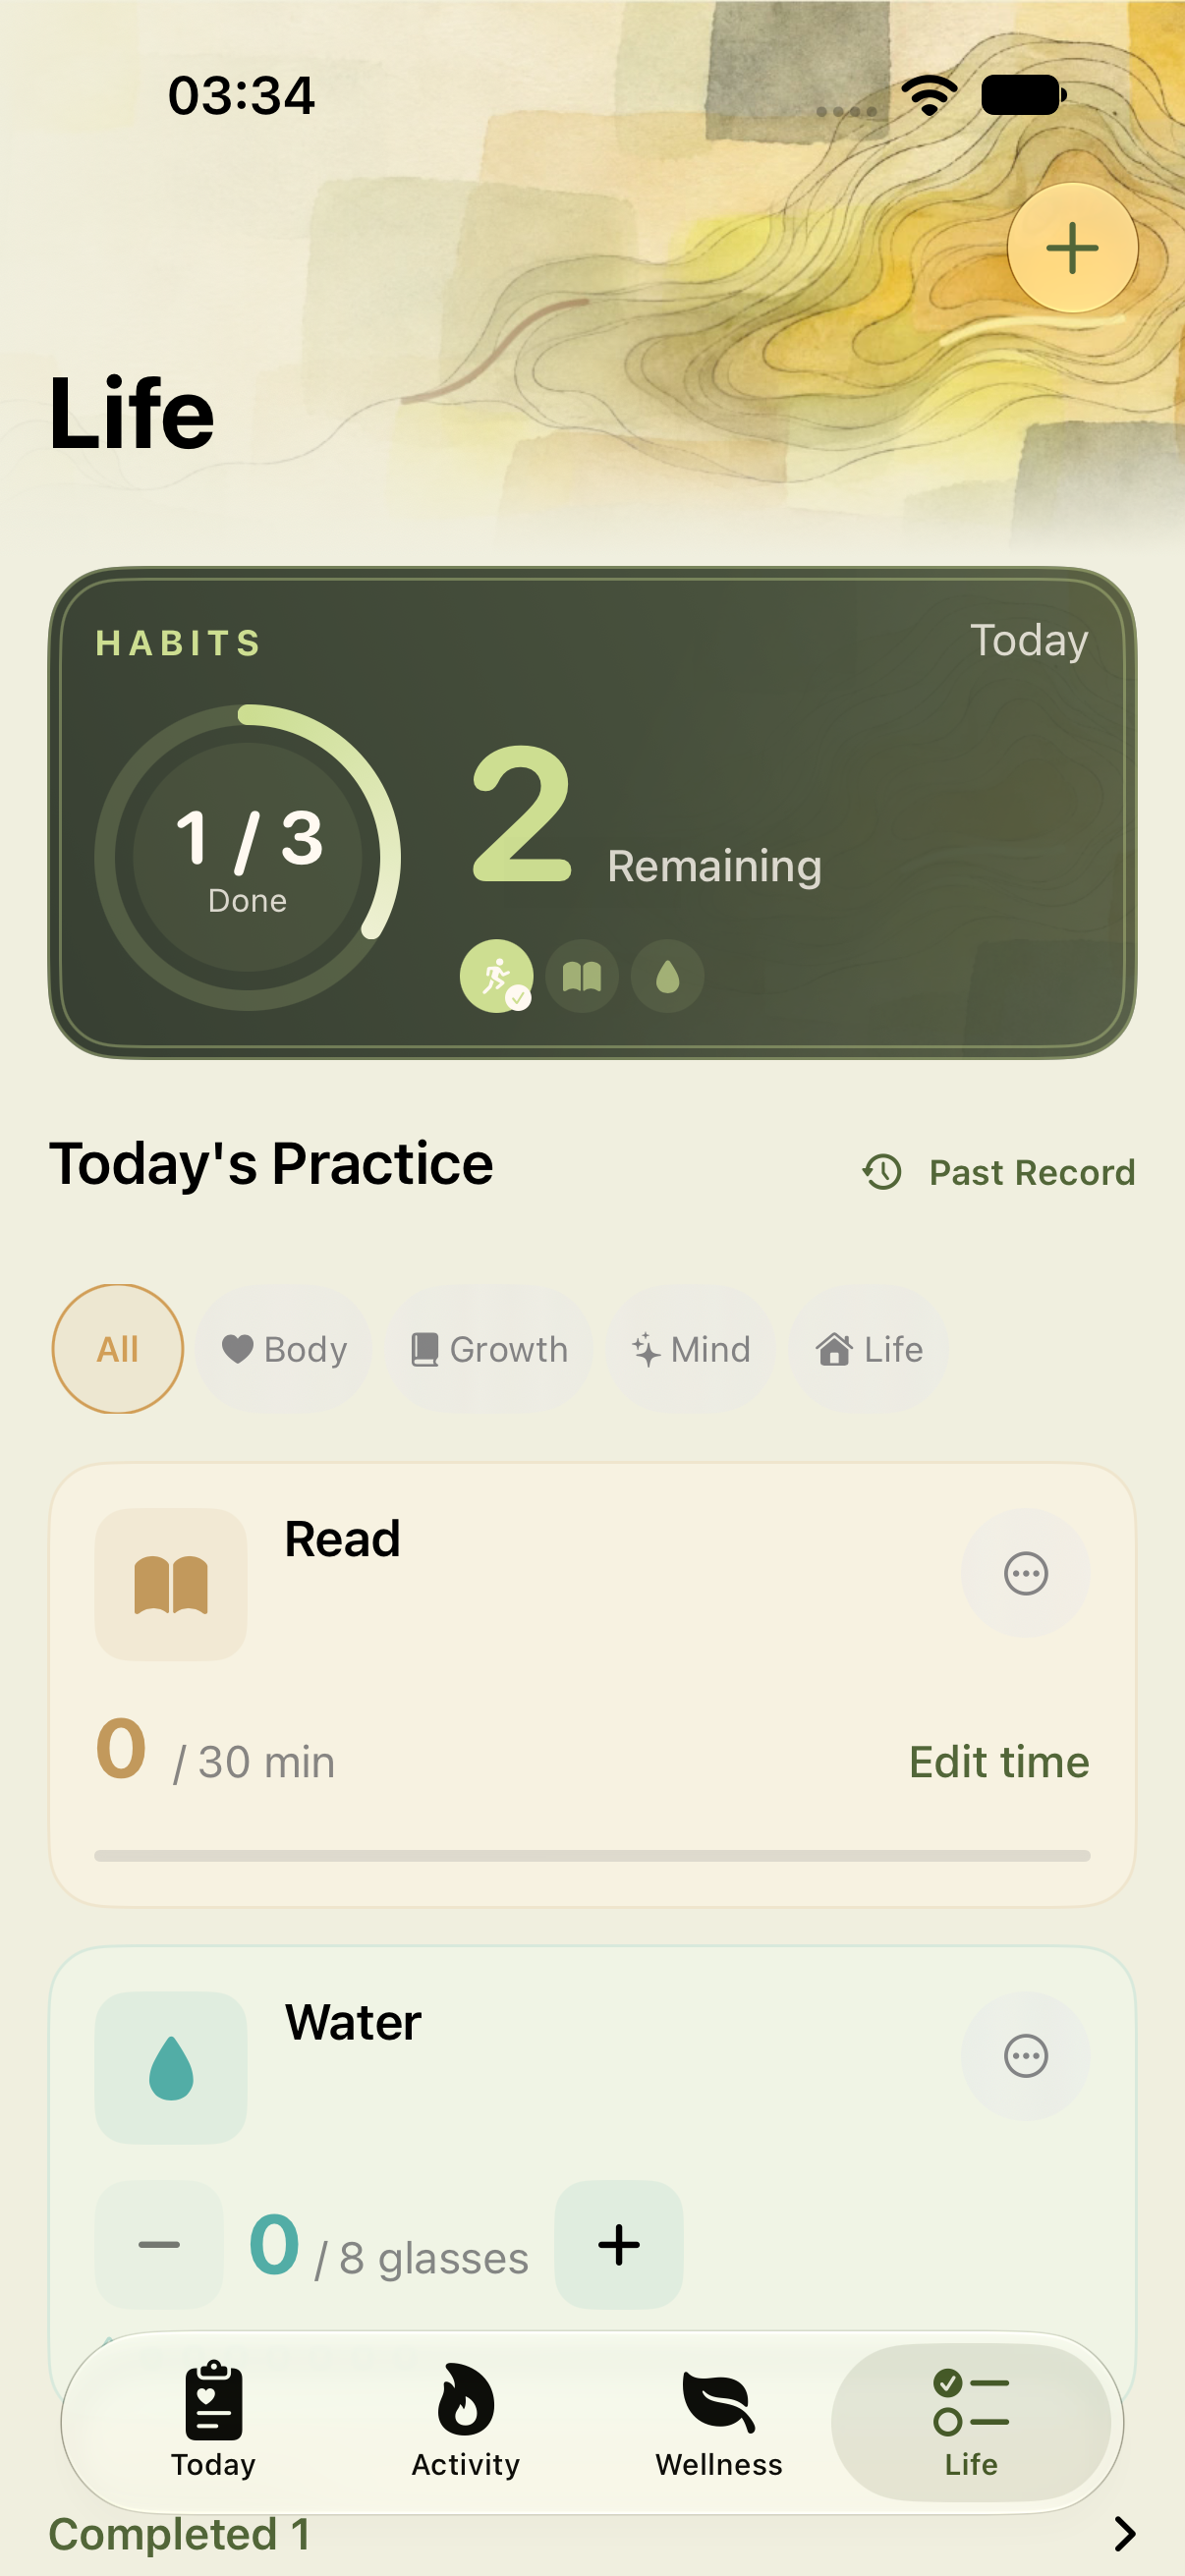 03:34
Life
HABITS
Today
1 / 3
Done
2 Remaining
Today's Practice
Past Record
All
Body
Growth
Mind
Life
Read
0 / 30 min
Edit time
Water
0 / 8 glasses
Today
Activity
Wellness
Life
Completed 1